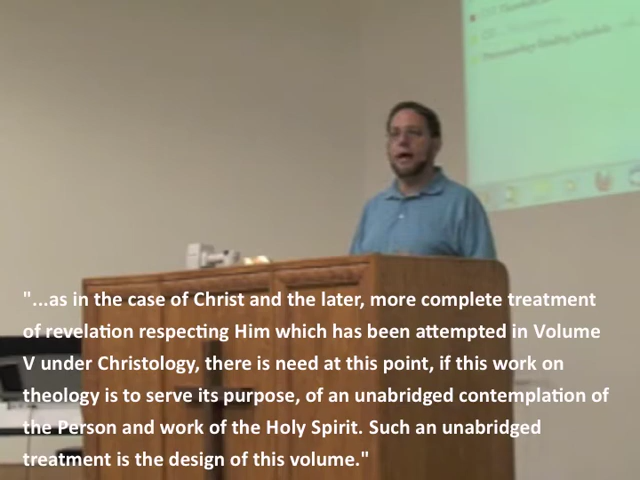 "...as in the case of Christ and the later, more complete treatment
of revelation respecting Him which has been attempted in Volume
V under Christology, there is need at this point, if this work on
theology is to serve its purpose, of an unabridged contemplation of
the Person and work of the Holy Spirit. Such an unabridged
treatment is the design of this volume."